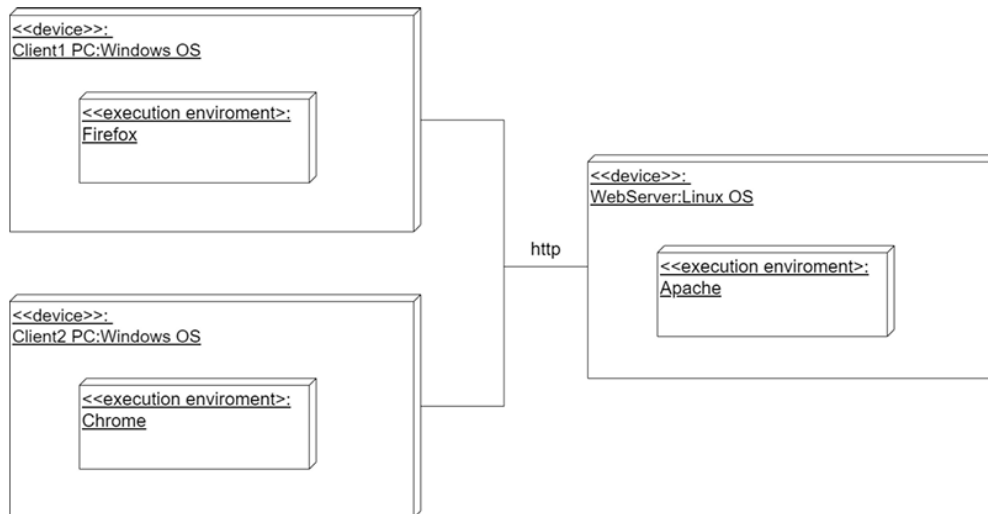 <<device>>:
Client1 PC:Windows OS
<<execution enviroment>:
Firefox
<<device>>:
WebServer:Linux OS
http
<<execution enviroment>:
Apache
<<device>>:
Client2 PC:Windows OS
<<execution enviroment>:
Chrome